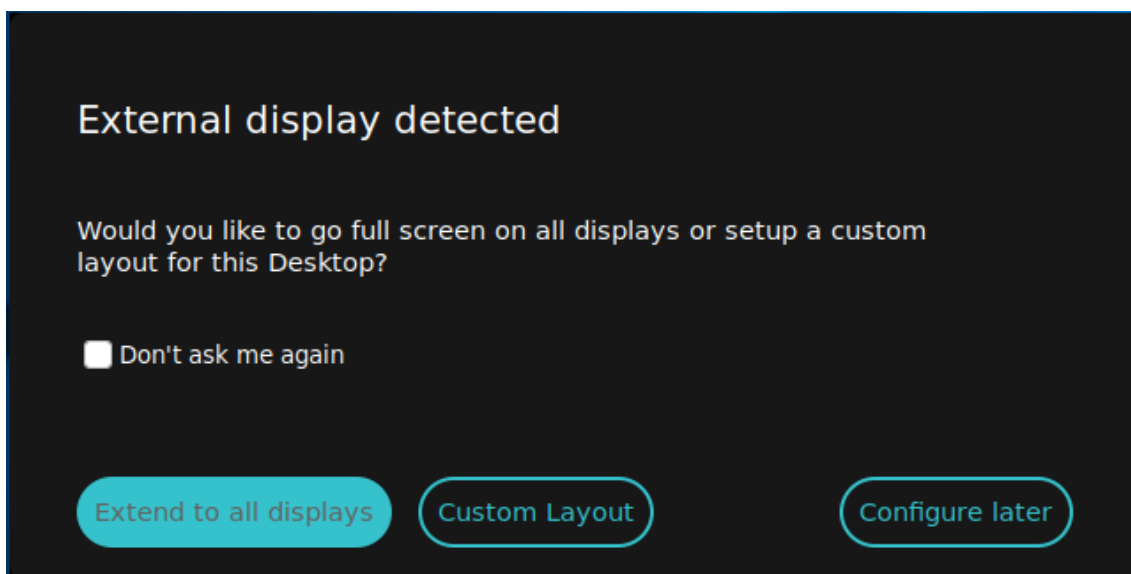 External display detected
Would you like to go full screen on all displays or setup a custom
layout for this Desktop?
Don't ask me again
Extend to all displays
Custom Layout
Configure later